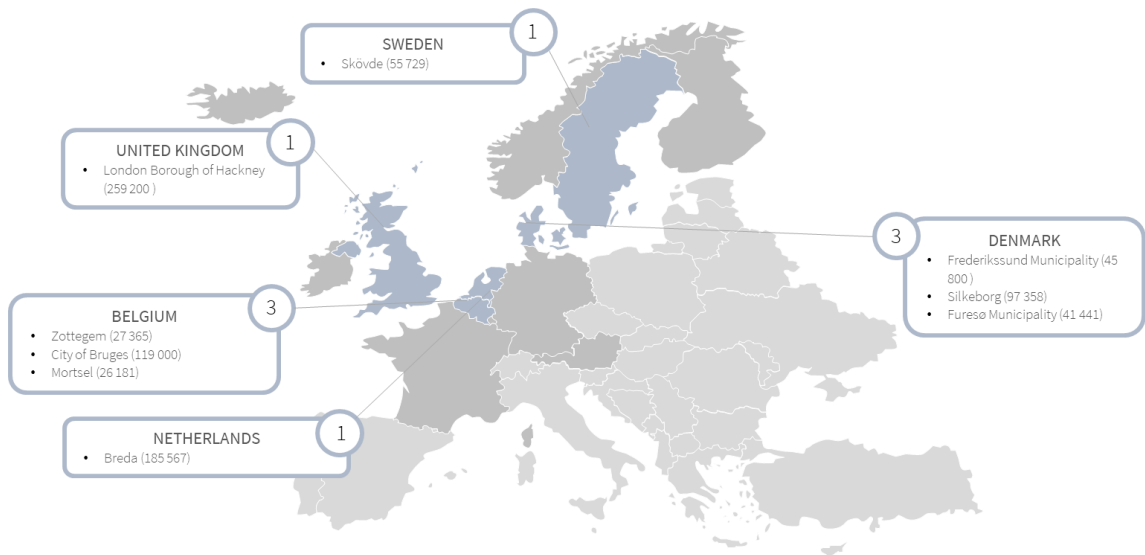 SWEDEN
1
• Skövde (55 729)
UNITED KINGDOM
1
• London Borough of Hackney
(259 200 )
3
DENMARK
• Frederikssund Municipality (45
800 )
• Silkeborg (97 358)
• Furesø Municipality (41 441)
BELGIUM
3
• Zottegem (27 365)
• City of Bruges (119 000)
• Mortsel (26 181)
NETHERLANDS
1
• Breda (185 567)